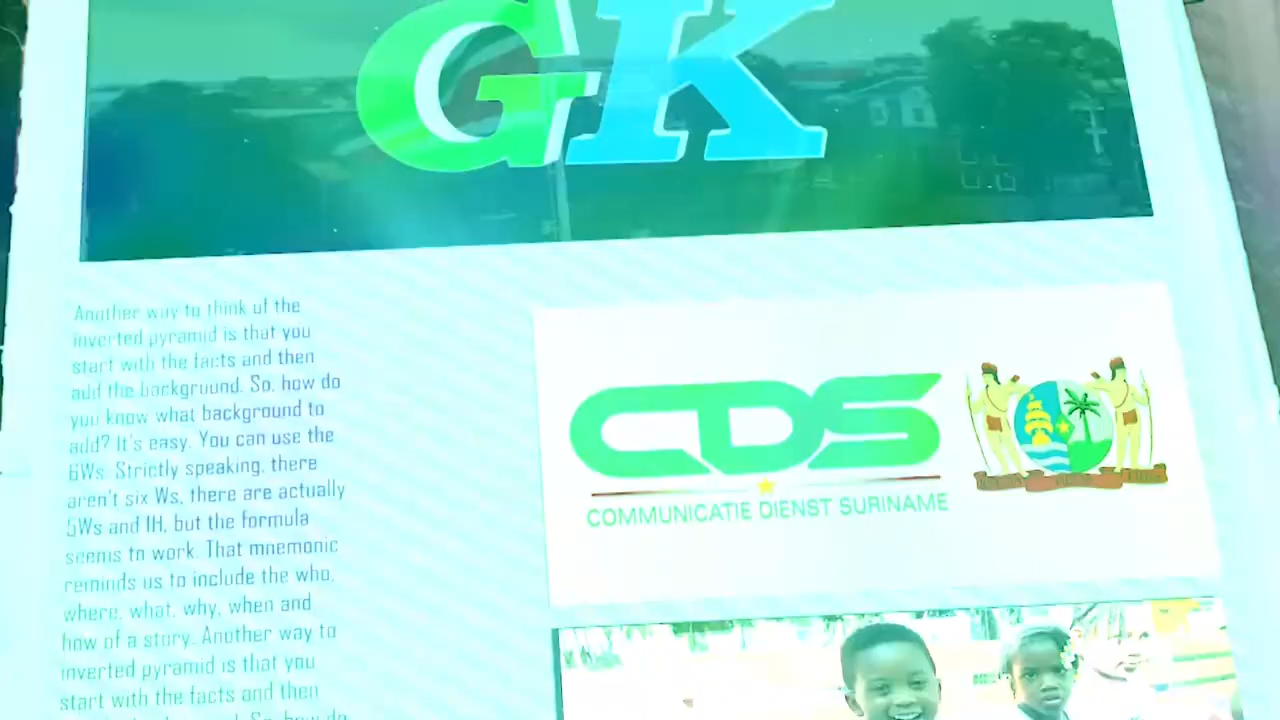 GK
Another way to think of the
inverted pyramid is that you
start with the facts and then
add the background. So, how do
you know what background to
add? It's easy. You can use the
6Ws. Strictly speaking, there
aren't six Ws, there are actually
5Ws and 1H, but the formula
seems to work. That mnemonic
reminds us to include the who,
where, what, why, when and
how of a story. Another way to
inverted pyramid is that you
start with the facts and then
So, how do
CDS
COMMUNICATIE DIENST SURINAME